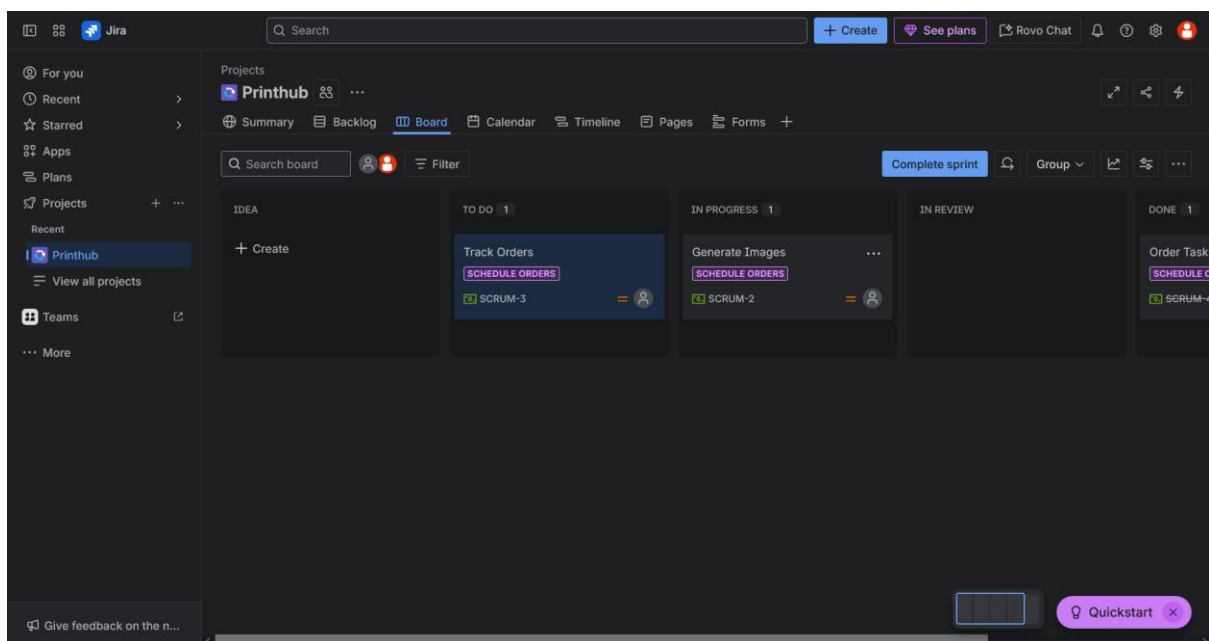 Jira
Search
+ Create
See plans
Rovo Chat
For you
Recent
Starred
Apps
Plans
Projects
Recent
Printhub
View all projects
Teams
More
Give feedback on the n...
Projects
Printhub
Summary
Backlog
Board
Calendar
Timeline
Pages
Forms
Search board
Filter
Complete sprint
Group
IDEA
+ Create
TO DO 1
Track Orders
SCHEDULE ORDERS
SCRUM-3
IN PROGRESS 1
Generate Images
SCHEDULE ORDERS
SCRUM-2
IN REVIEW
DONE 1
Order Task
SCHEDULE
SCRUM-
Quickstart